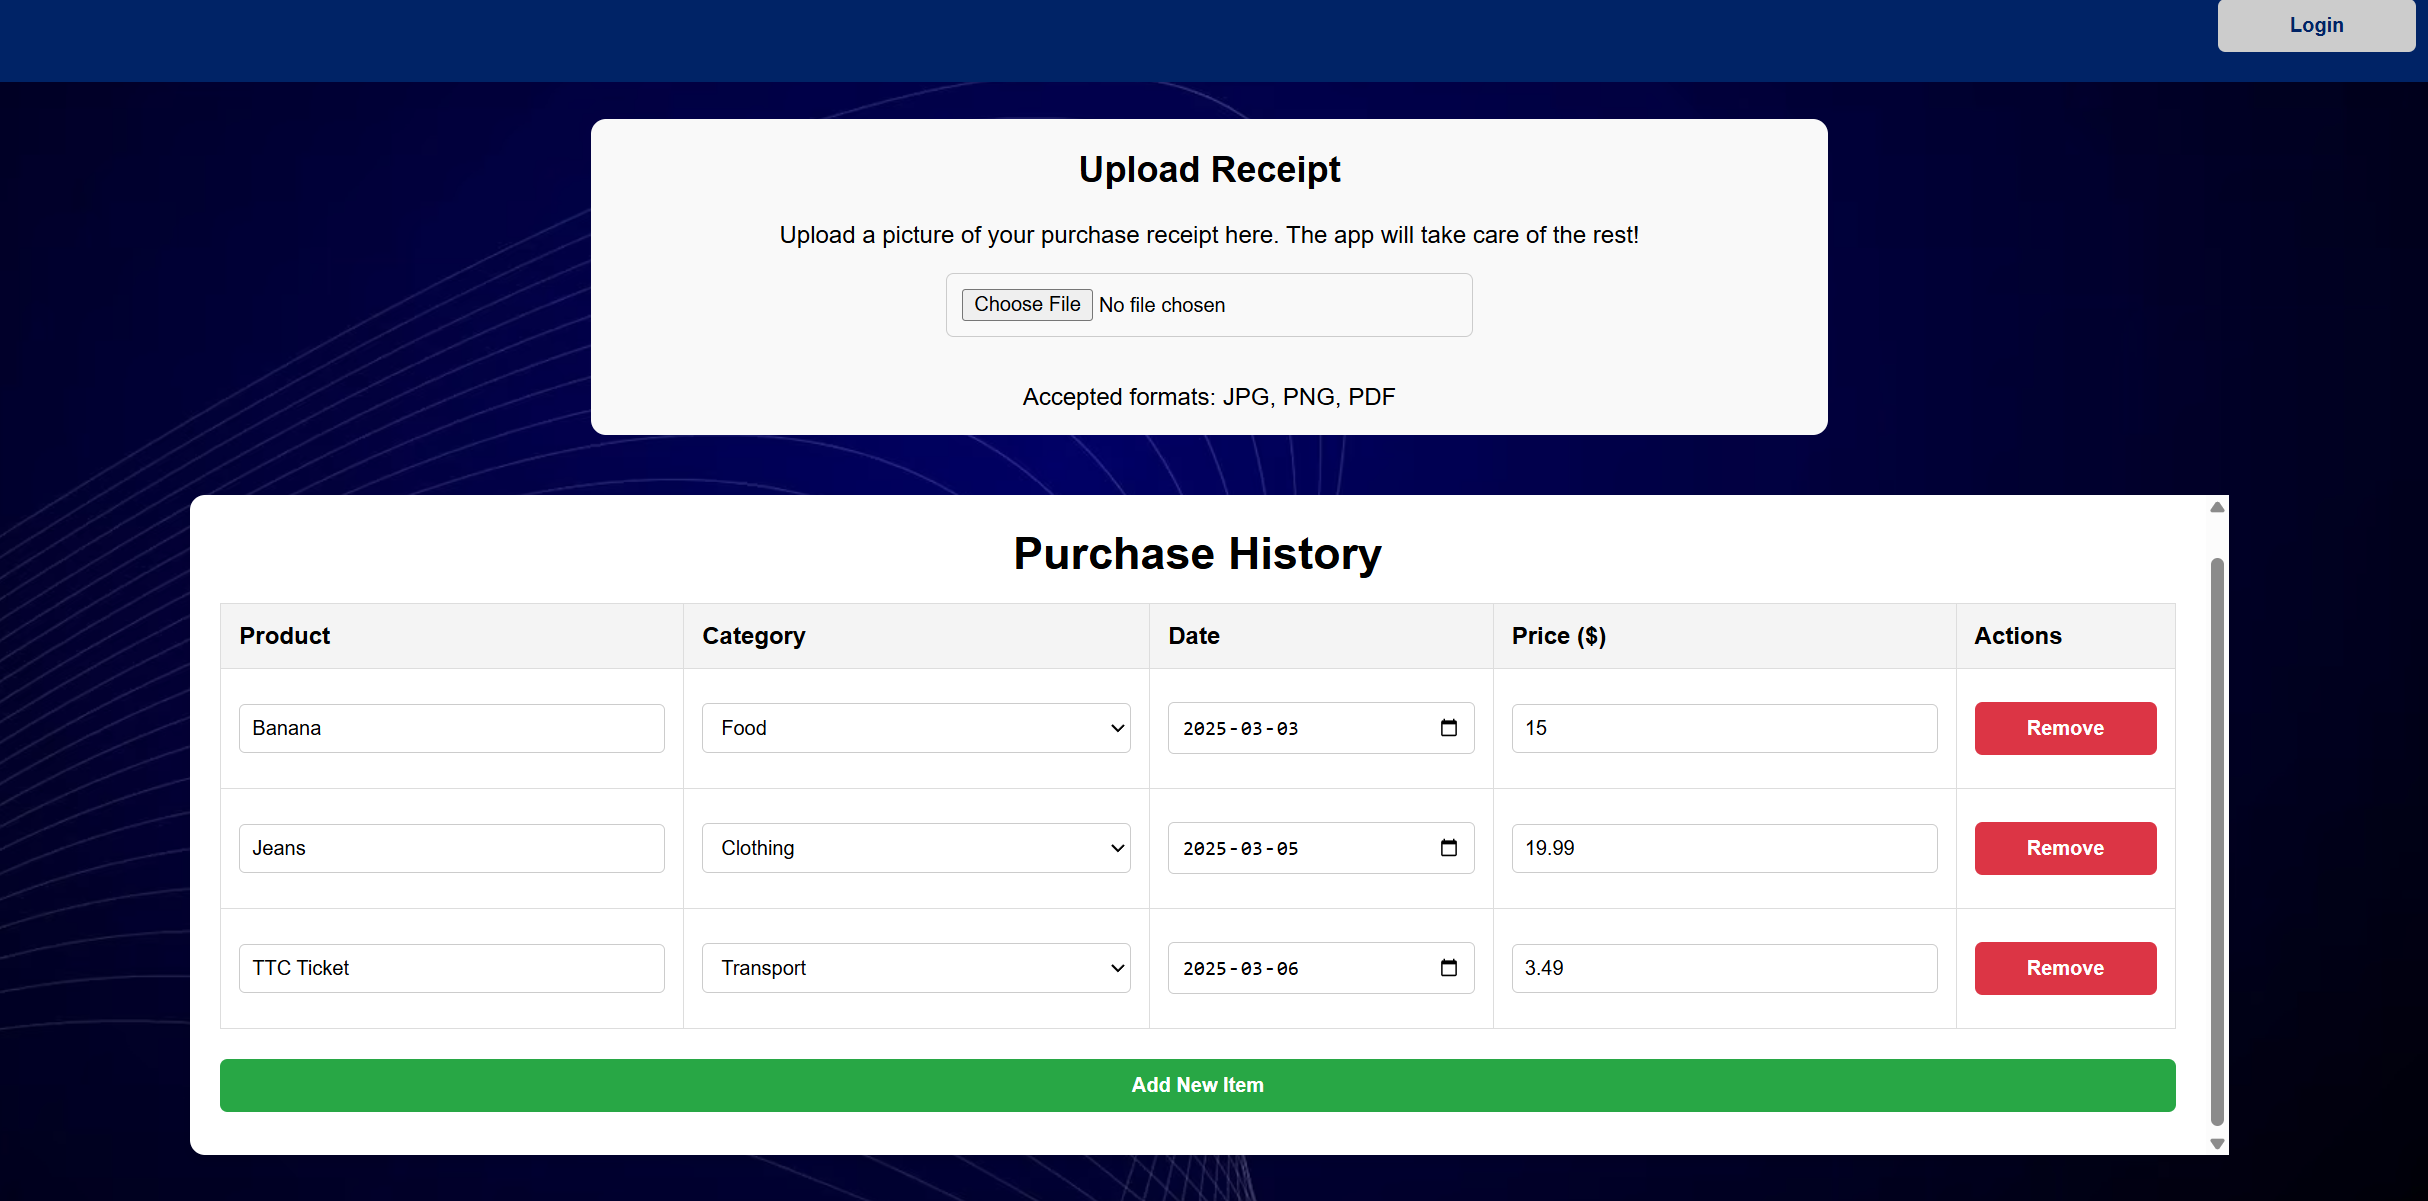 Login
Upload Receipt
Upload a picture of your purchase receipt here. The app will take care of the rest!
Choose File No file chosen
Accepted formats: JPG, PNG, PDF
Purchase History
Product Category Date Price ($) Actions
Banana Food 2025-03-03 15 Remove
Jeans Clothing 2025-03-05 19.99 Remove
TTC Ticket Transport 2025-03-06 3.49 Remove
Add New Item